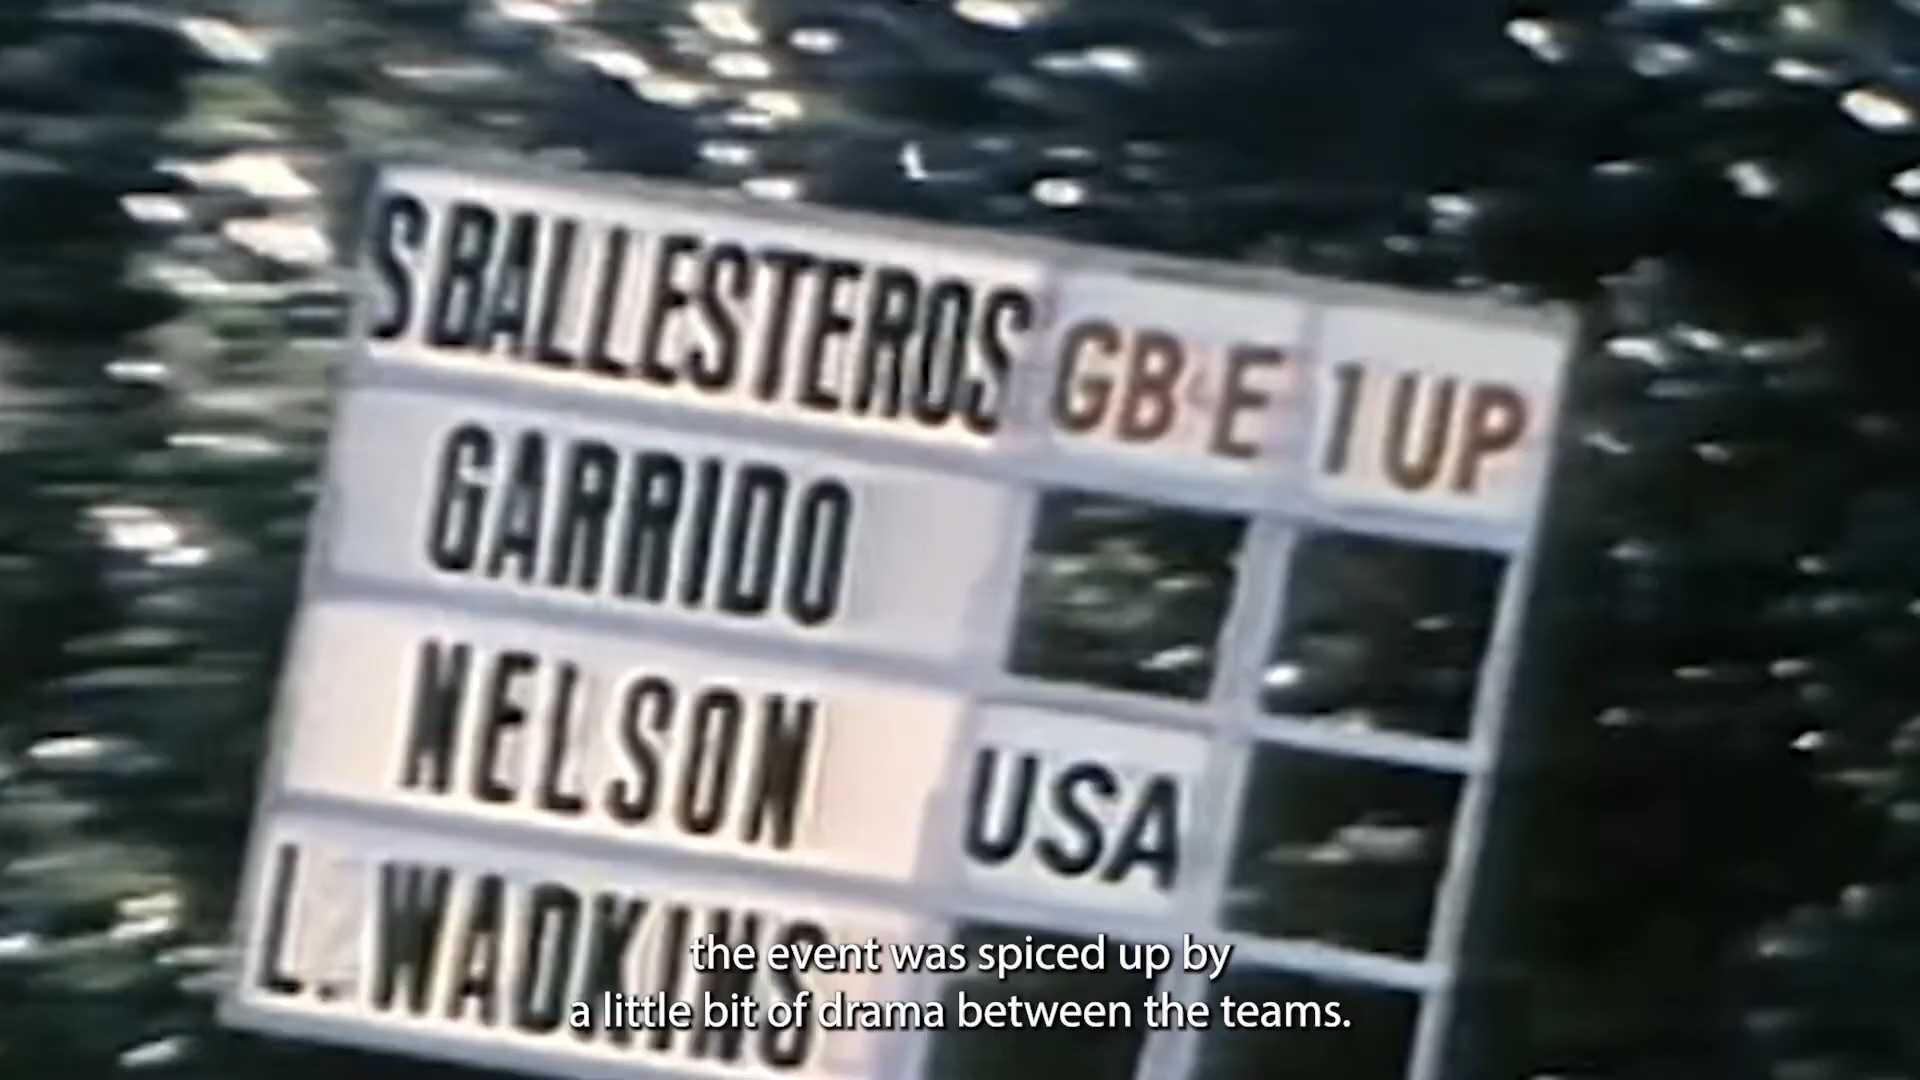 S BALLESTEROS GB E 1 UP
GARRIDO
NELSON USA
L. WADKINS
the event was spiced up by
a little bit of drama between the teams.